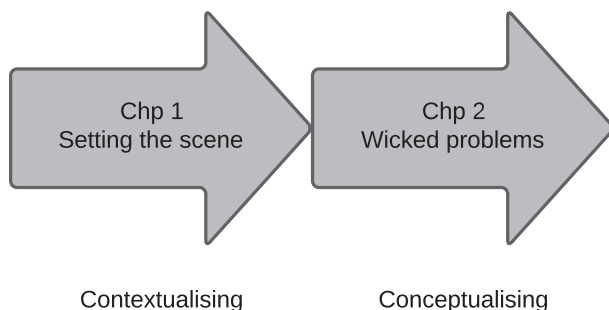 Chp 1
Setting the scene
Chp 2
Wicked problems
Contextualising
Conceptualising